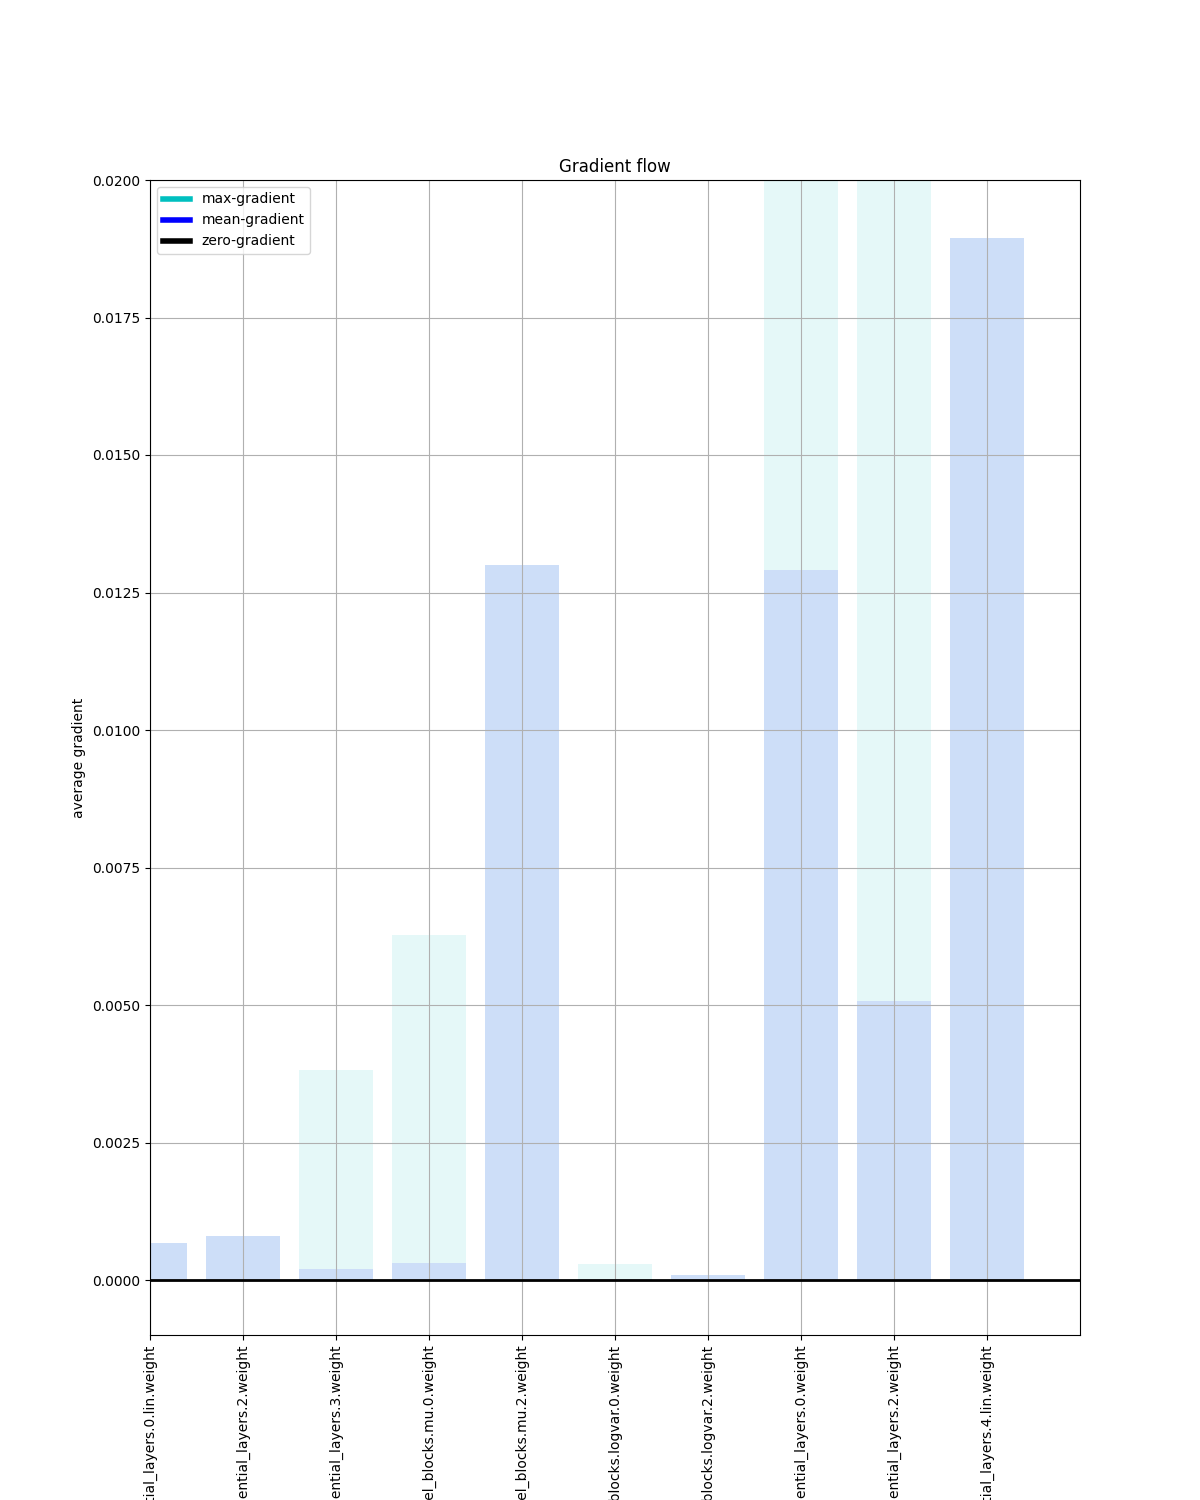 Gradient flow
max-gradient
mean-gradient
zero-gradient
0.0200
0.0175
0.0150
0.0125
0.0100
0.0075
0.0050
0.0025
0.0000
average gradient
tial_layers.0.lin.weight
ential_layers.2.weight
ential_layers.3.weight
el_blocks.mu.0.weight
el_blocks.mu.2.weight
blocks.logvar.0.weight
blocks.logvar.2.weight
ential_layers.0.weight
ential_layers.2.weight
tial_layers.4.lin.weight